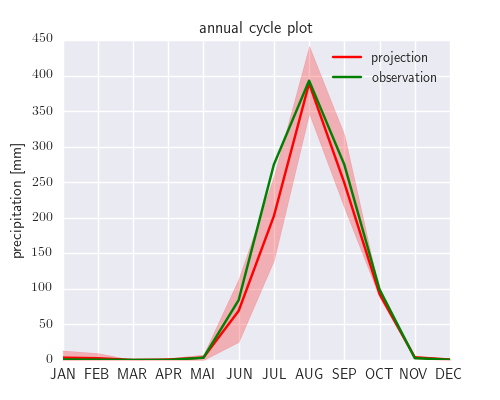 annual cycle plot
450
400
350
300
250
200
150
100
50
0
precipitation [mm]
projection
observation
JAN FEB MAR APR MAI JUN JUL AUG SEP OCT NOV DEC